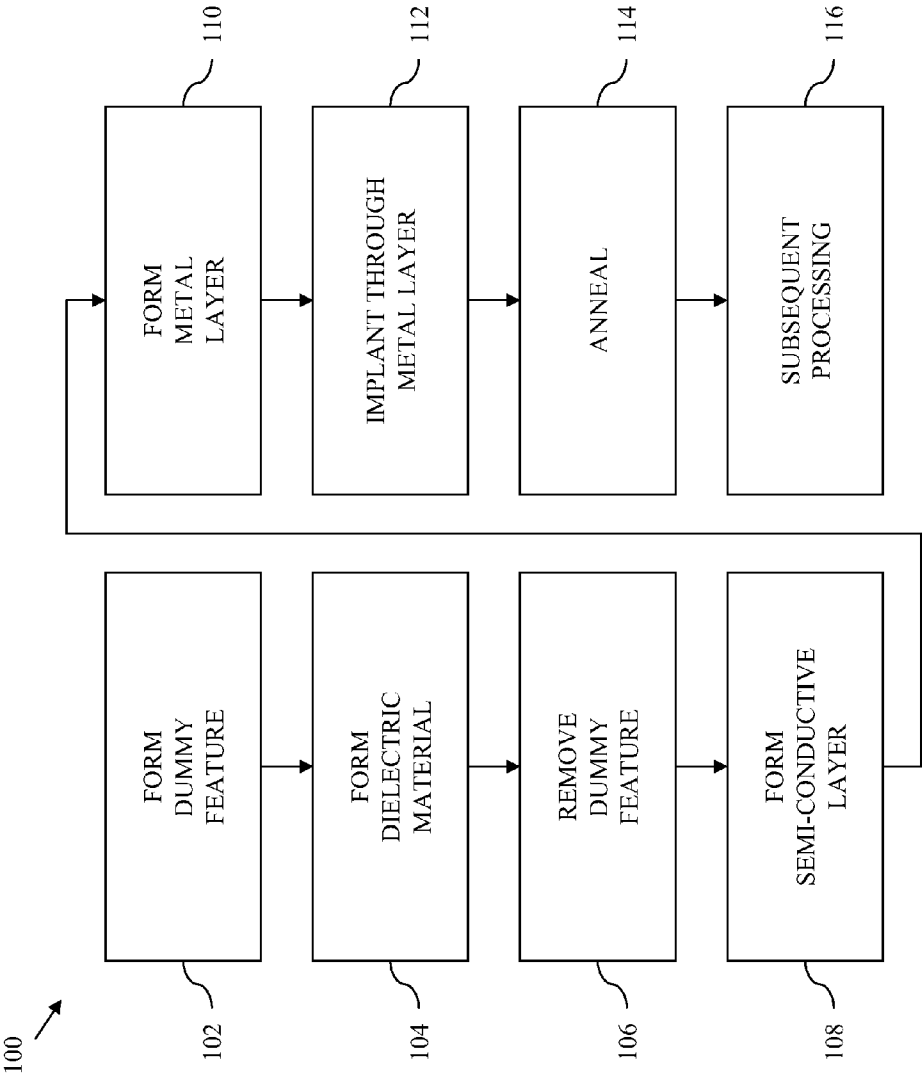 100
102
FORM
DUMMY
FEATURE
104
FORM
DIELECTRIC
MATERIAL
106
REMOVE
DUMMY
FEATURE
108
FORM
SEMI-CONDUCTIVE
LAYER
110
FORM
METAL
LAYER
112
IMPLANT THROUGH
METAL LAYER
114
ANNEAL
116
SUBSEQUENT
PROCESSING